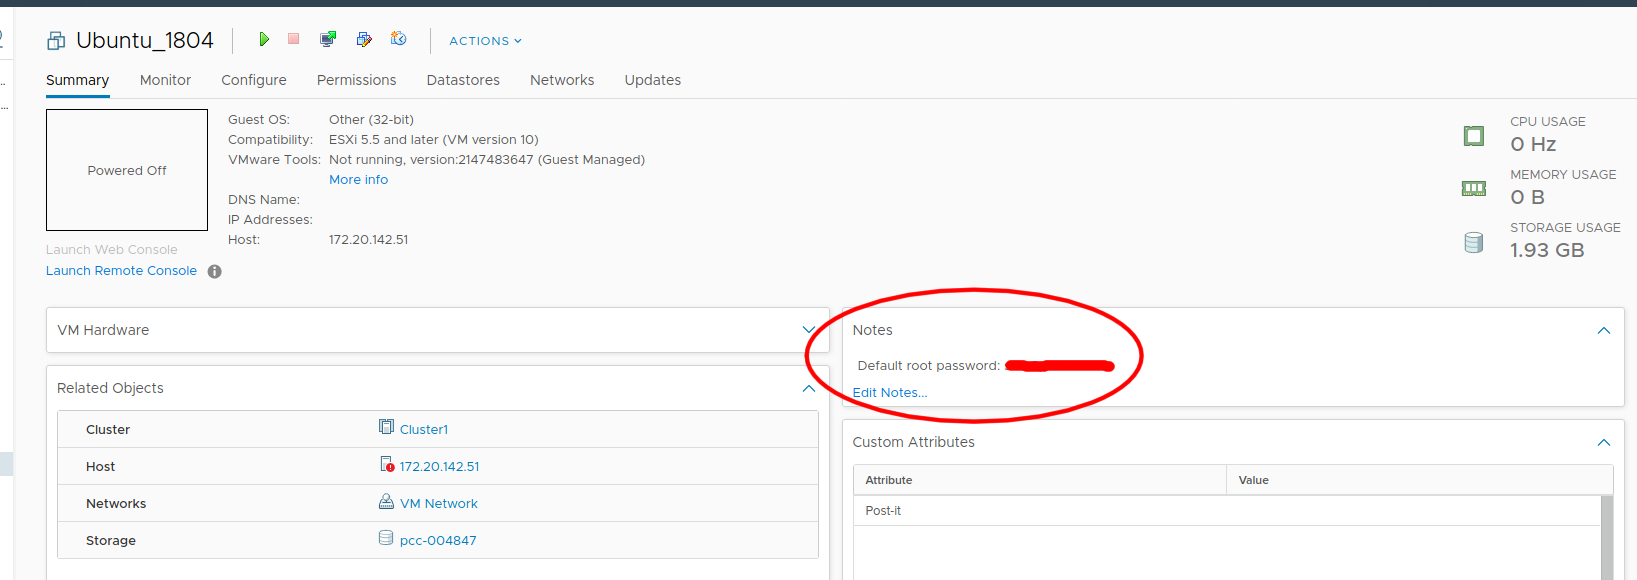 Ubuntu_1804
ACTIONS
Summary Monitor Configure Permissions Datastores Networks Updates
Powered Off
Guest OS: Other (32-bit)
Compatibility: ESXi 5.5 and later (VM version 10)
VMware Tools: Not running, version:2147483647 (Guest Managed)
More info
DNS Name:
IP Addresses:
Host: 172.20.142.51
Launch Web Console
Launch Remote Console
CPU USAGE
0 Hz
MEMORY USAGE
0 B
STORAGE USAGE
1.93 GB
VM Hardware
Related Objects
Cluster Cluster1
Host 172.20.142.51
Networks VM Network
Storage pcc-004847
Notes
Default root password:
Edit Notes...
Custom Attributes
Attribute Value
Post-it